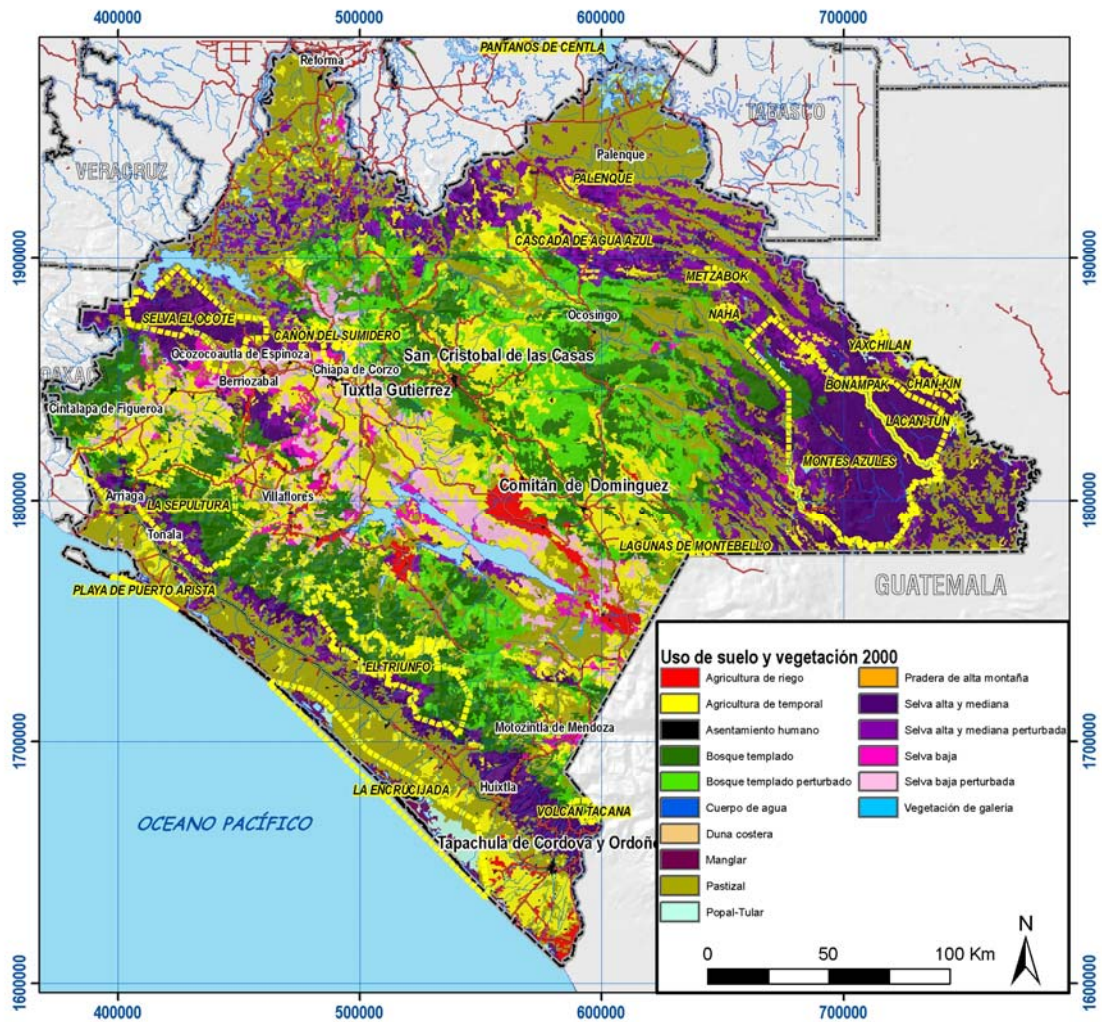 400000 500000 600000 700000
PANTANOS DE CENTLA
Reforma
TABASCO
VERACRUZ
Palenque
PALENQUE
CASCADA DE AGUA AZUL
1900000 1900000
METZABOK
SELVA EL OCOTE
NAHA
Ocosingo
CAÑON DEL SUMIDERO
YAXCHILAN
Ocozocoautla de Espinoza
San Cristobal de las Casas
Chiapa de Corzo
OAXAC
Berriozabal
Tuxtla Gutierrez
BONAMPAK
CHAN-KIN
Cintalapa de Figueroa
LACAN-TÚN
MONTES AZULES
Comitán de Dominguez
Arriaga
LA SEPULTURA
Villaflores
1800000 1800000
Tonala
LAGUNAS DE MONTEBELLO
GUATEMALA
PLAYA DE PUERTO ARISTA
EL TRIUNFO
Motozintla de Mendoza
1700000 1700000
Huixtla
LA ENCRUCIJADA
VOLCAN TACANA
OCEANO PACÍFICO
Tapachula de Cordova y Ordoñe
Uso de suelo y vegetación 2000
Agricultura de riego
Agricultura de temporal
Asentamiento humano
Bosque templado
Bosque templado perturbado
Cuerpo de agua
Duna costera
Manglar
Pastizal
Popal-Tular
Pradera de alta montaña
Selva alta y mediana
Selva alta y mediana perturbada
Selva baja
Selva baja perturbada
Vegetación de galería
N
0 50 100 Km
1600000 1600000
400000 500000 600000 700000